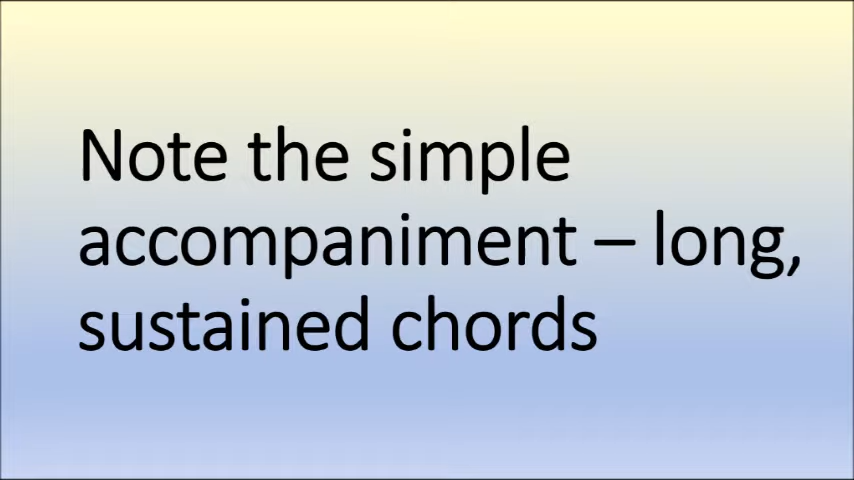 Note the simple
accompaniment – long,
sustained chords